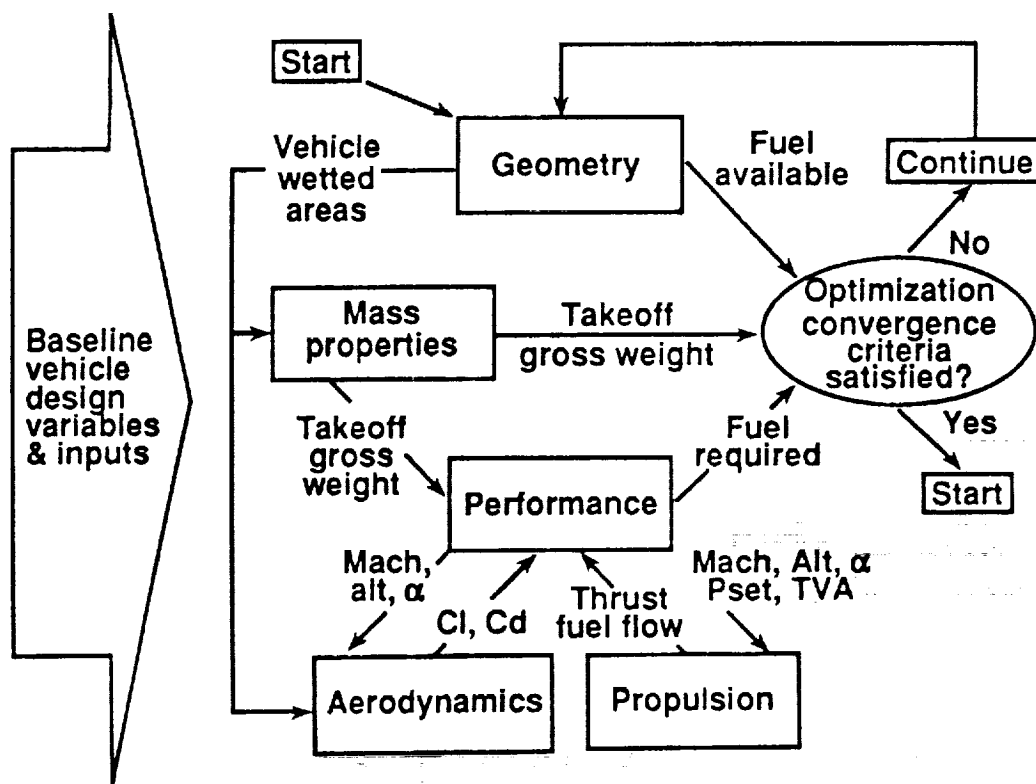 Start
Vehicle
wetted
areas
Geometry
Fuel
available
Continue
No
Baseline
vehicle
design
variables
& inputs
Mass
properties
Takeoff
gross weight
Optimization
convergence
criteria
satisfied?
Yes
Start
Takeoff
gross
weight
Fuel
required
Performance
Mach,
alt, α
Cl, Cd
Thrust
fuel flow
Mach, Alt, α
Pset, TVA
Aerodynamics
Propulsion